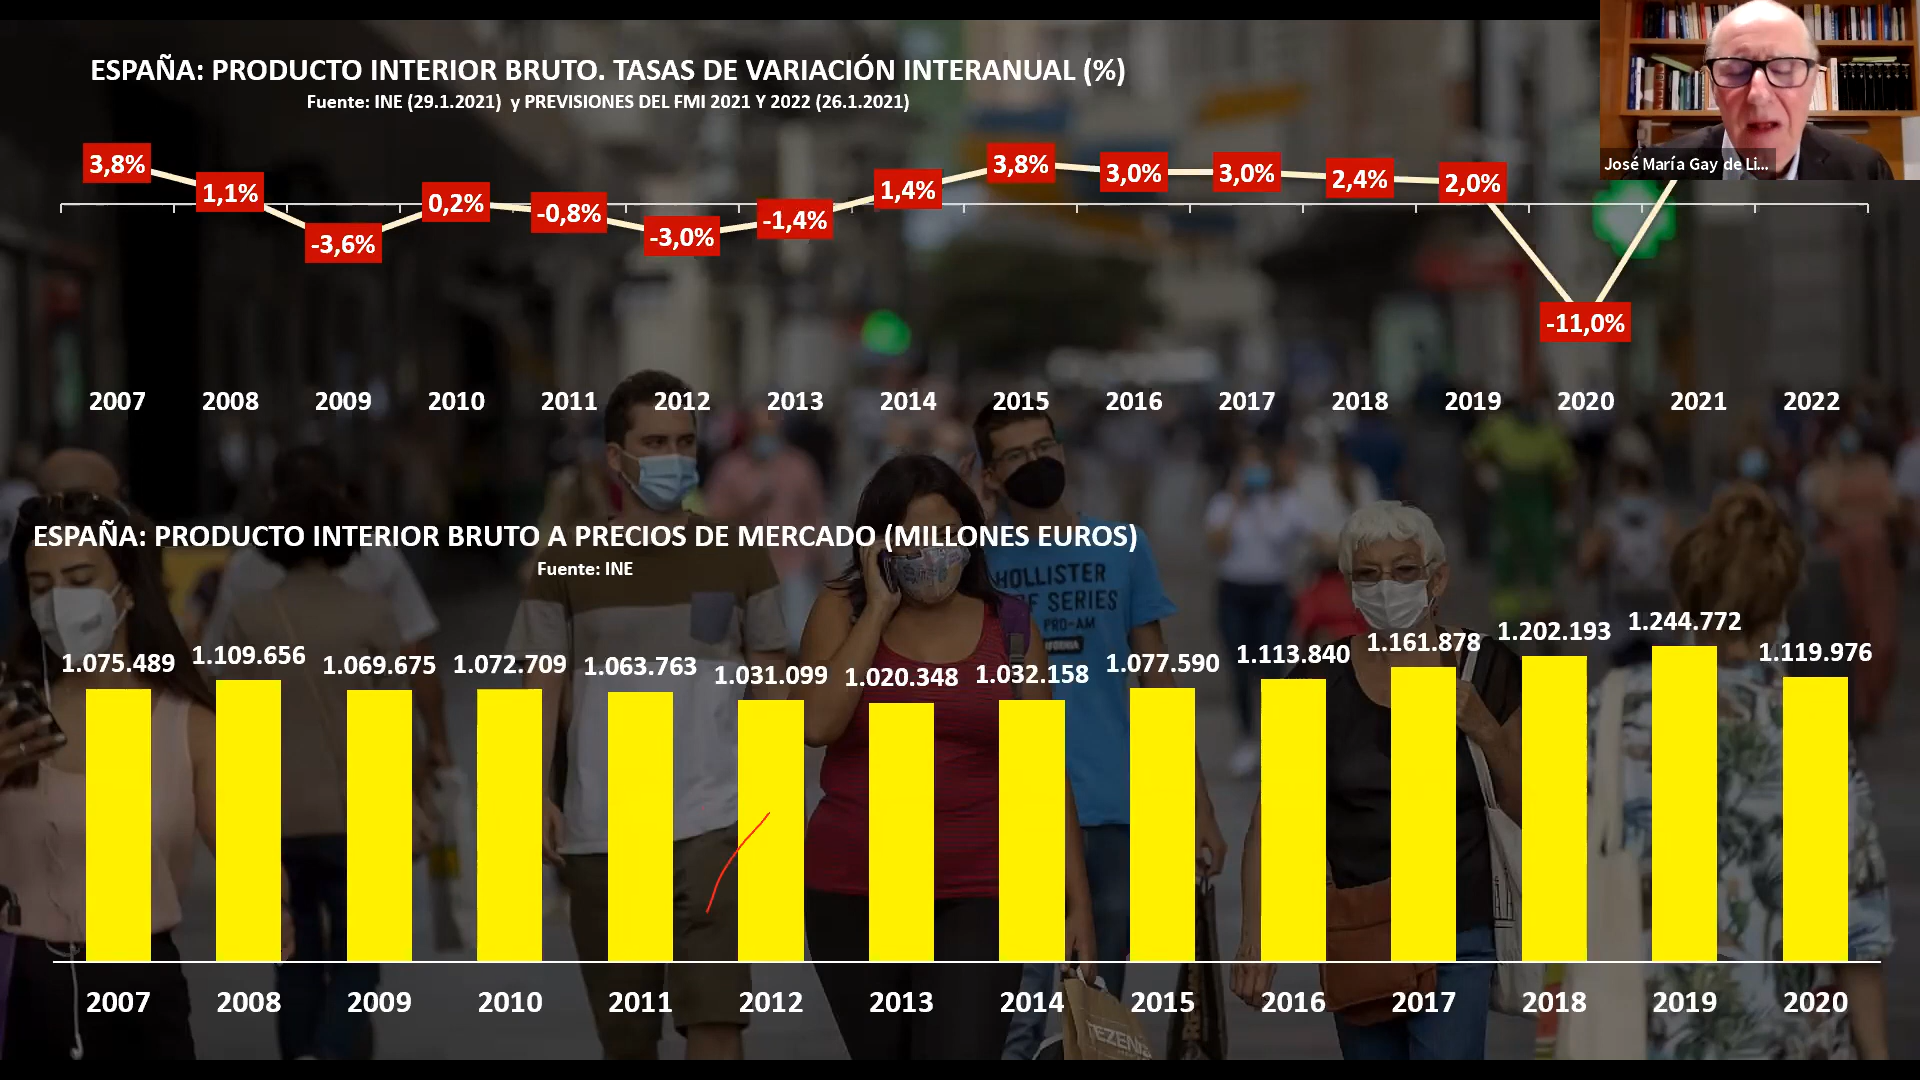 ESPAÑA: PRODUCTO INTERIOR BRUTO. TASAS DE VARIACIÓN INTERANUAL (%)
Fuente: INE (29.1.2021) y PREVISIONES DEL FMI 2021 Y 2022 (26.1.2021)
José María Gay de Li...
3,8% 1,1% -3,6% 0,2% -0,8% -3,0% -1,4% 1,4% 3,8% 3,0% 3,0% 2,4% 2,0% -11,0%
2007 2008 2009 2010 2011 2012 2013 2014 2015 2016 2017 2018 2019 2020 2021 2022
ESPAÑA: PRODUCTO INTERIOR BRUTO A PRECIOS DE MERCADO (MILLONES EUROS)
Fuente: INE
HOLLISTER
SERIES
PRO-AM
1.075.489 1.109.656 1.069.675 1.072.709 1.063.763 1.031.099 1.020.348 1.032.158 1.077.590 1.113.840 1.161.878 1.202.193 1.244.772 1.119.976
2007 2008 2009 2010 2011 2012 2013 2014 2015 2016 2017 2018 2019 2020
TEZENIS